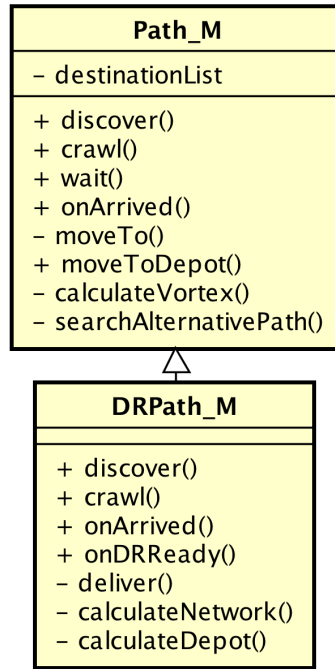 Path_M
– destinationList
+ discover()
+ crawl()
+ wait()
+ onArrived()
– moveTo()
+ moveToDepot()
– calculateVortex()
– searchAlternativePath()
DRPath_M
+ discover()
+ crawl()
+ onArrived()
+ onDRReady()
– deliver()
– calculateNetwork()
– calculateDepot()